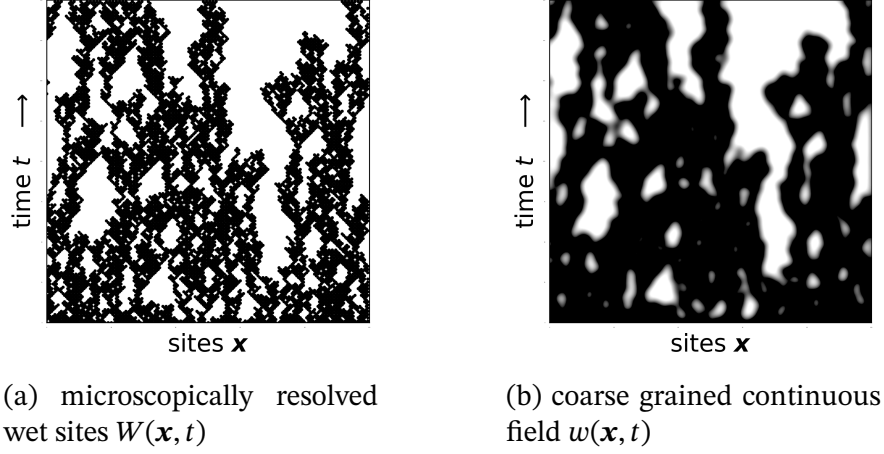 time t ⟶
sites x
(a) microscopically resolved
wet sites W(x, t)
time t ⟶
sites x
(b) coarse grained continuous
field w(x, t)